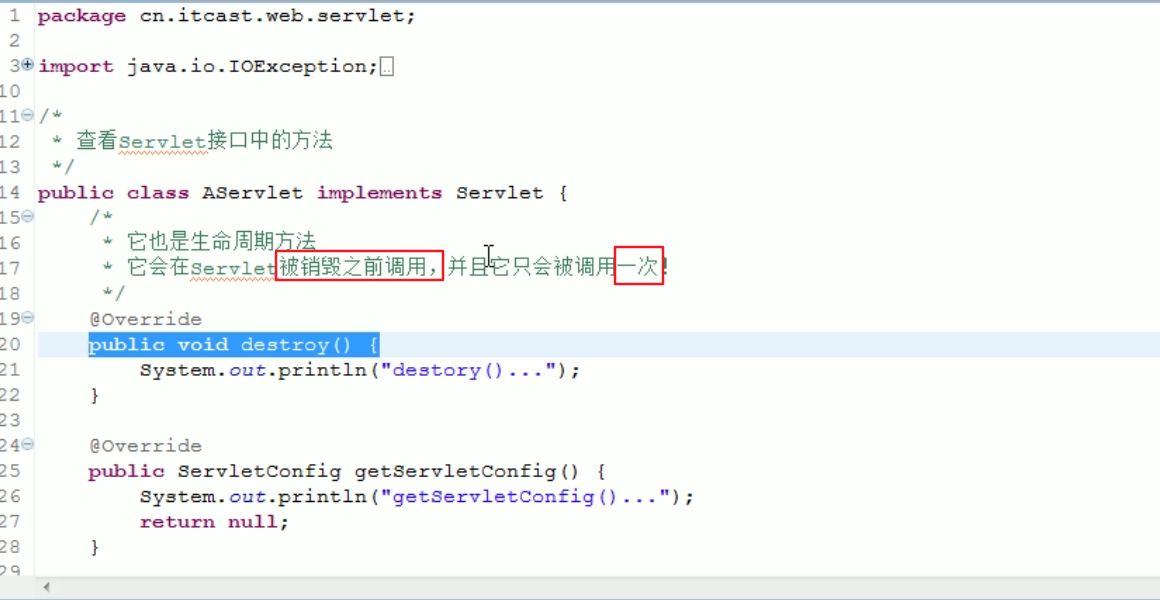 1 package cn.itcast.web.servlet;
2
3 import java.io.IOException;
10
11 /*
12 * 查看Servlet接口中的方法
13 */
14 public class AServlet implements Servlet {
15 /*
16 * 它也是生命周期方法
17 * 它会在Servlet被销毁之前调用，并且它只会被调用一次!
18 */
19 @Override
20 public void destroy() {
21 System.out.println("destory()...");
22 }
23
24 @Override
25 public ServletConfig getServletConfig() {
26 System.out.println("getServletConfig()...");
27 return null;
28 }
29